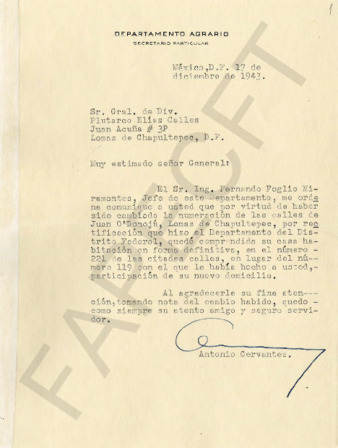 1
DEPARTAMENTO AGRARIO
SECRETARIO PARTICULAR
México,D.F. 17 de
diciembre de 1943.
Sr. Gral. de Div.
Plutarco Elías Calles
Juan Acuña # 3P
Lomas de Chapultepec, D.F.
Muy estimado señor General:
El Sr. Ing. Fernando Foglio Mi-
ramontes, Jefe de este departamento, me orde
na comunique a usted que por virtud de haber
sido cambiada la numeración de las calles de
Juan O'Donojú, Lomas de Chapultepec, por rec
tificación que hizo el Departamento del Dis-
trito Federal, quedó comprendida su casa ha-
bitación en forma definitiva, en el número -
221 de las citadas calles, en lugar del nú-
mero 119 con el que la había hecho a usted,-
participación de su nuevo domicilio.
Al agradecerle su fina aten-
ción,tomando nota del cambio habido, quedo -
como siempre su atento amigo y seguro servi-
dor.
Antonio Cervantes.
FAPECFT